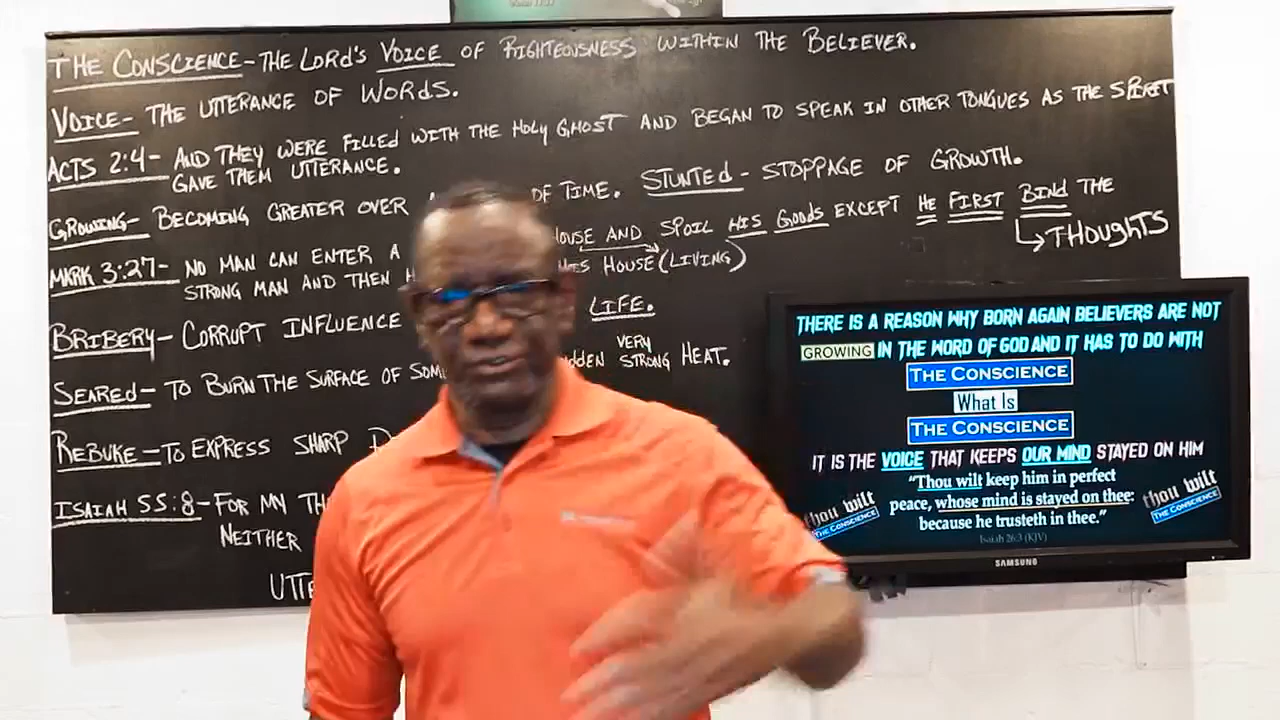 THE CONSCIENCE - THE LORD'S VOICE OF RIGHTEOUSNESS WITHIN THE BELIEVER.
VOICE - THE UTTERANCE OF WORDS.
ACTS 2:4 - AND THEY WERE FILLED WITH THE HOLY GHOST AND BEGAN TO SPEAK IN OTHER TONGUES AS THE SPIRIT
GAVE THEM UTTERANCE.
GROWING - BECOMING GREATER OVER OF TIME. STUNTED - STOPPAGE OF GROWTH.
MARK 3:27 - NO MAN CAN ENTER A HOUSE AND SPOIL HIS GOODS EXCEPT HE FIRST BIND THE
STRONG MAN AND THEN HIS HOUSE (LIVING)
THOUGHTS
BRIBERY - CORRUPT INFLUENCE LIFE.
SEARED - TO BURN THE SURFACE OF VERY STRONG HEAT.
REBUKE - TO EXPRESS SHARP
ISAIAH 55:8 - FOR MY
NEITHER
THERE IS A REASON WHY BORN AGAIN BELIEVERS ARE NOT
GROWING IN THE WORD OF GOD AND IT HAS TO DO WITH
THE CONSCIENCE
What Is
THE CONSCIENCE
IT IS THE VOICE THAT KEEPS OUR MIND STAYED ON HIM
"Thou wilt keep him in perfect
peace, whose mind is stayed on thee:
because he trusteth in thee."
Isaiah 26:3 (KJV)
thou wilt
THE CONSCIENCE
thou wilt
THE CONSCIENCE
SAMSUNG